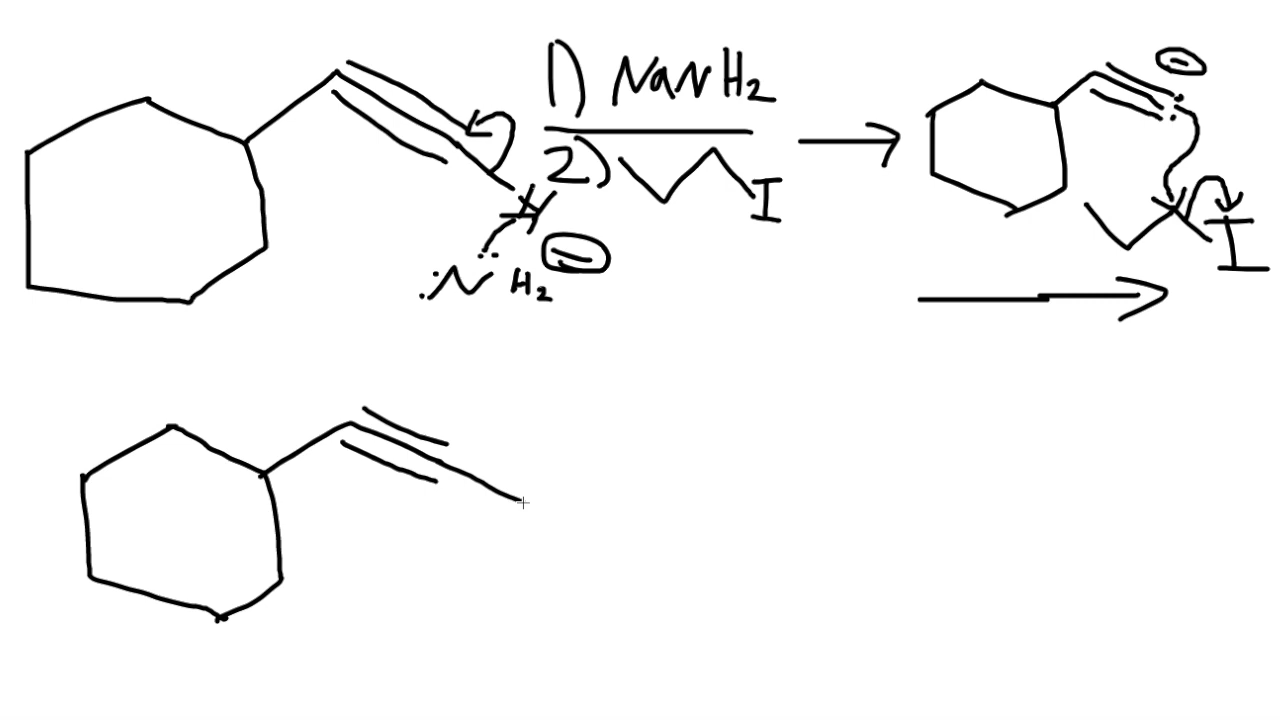 1) NaNH2
2) I
H
:NH2 ⊖
⊖
I